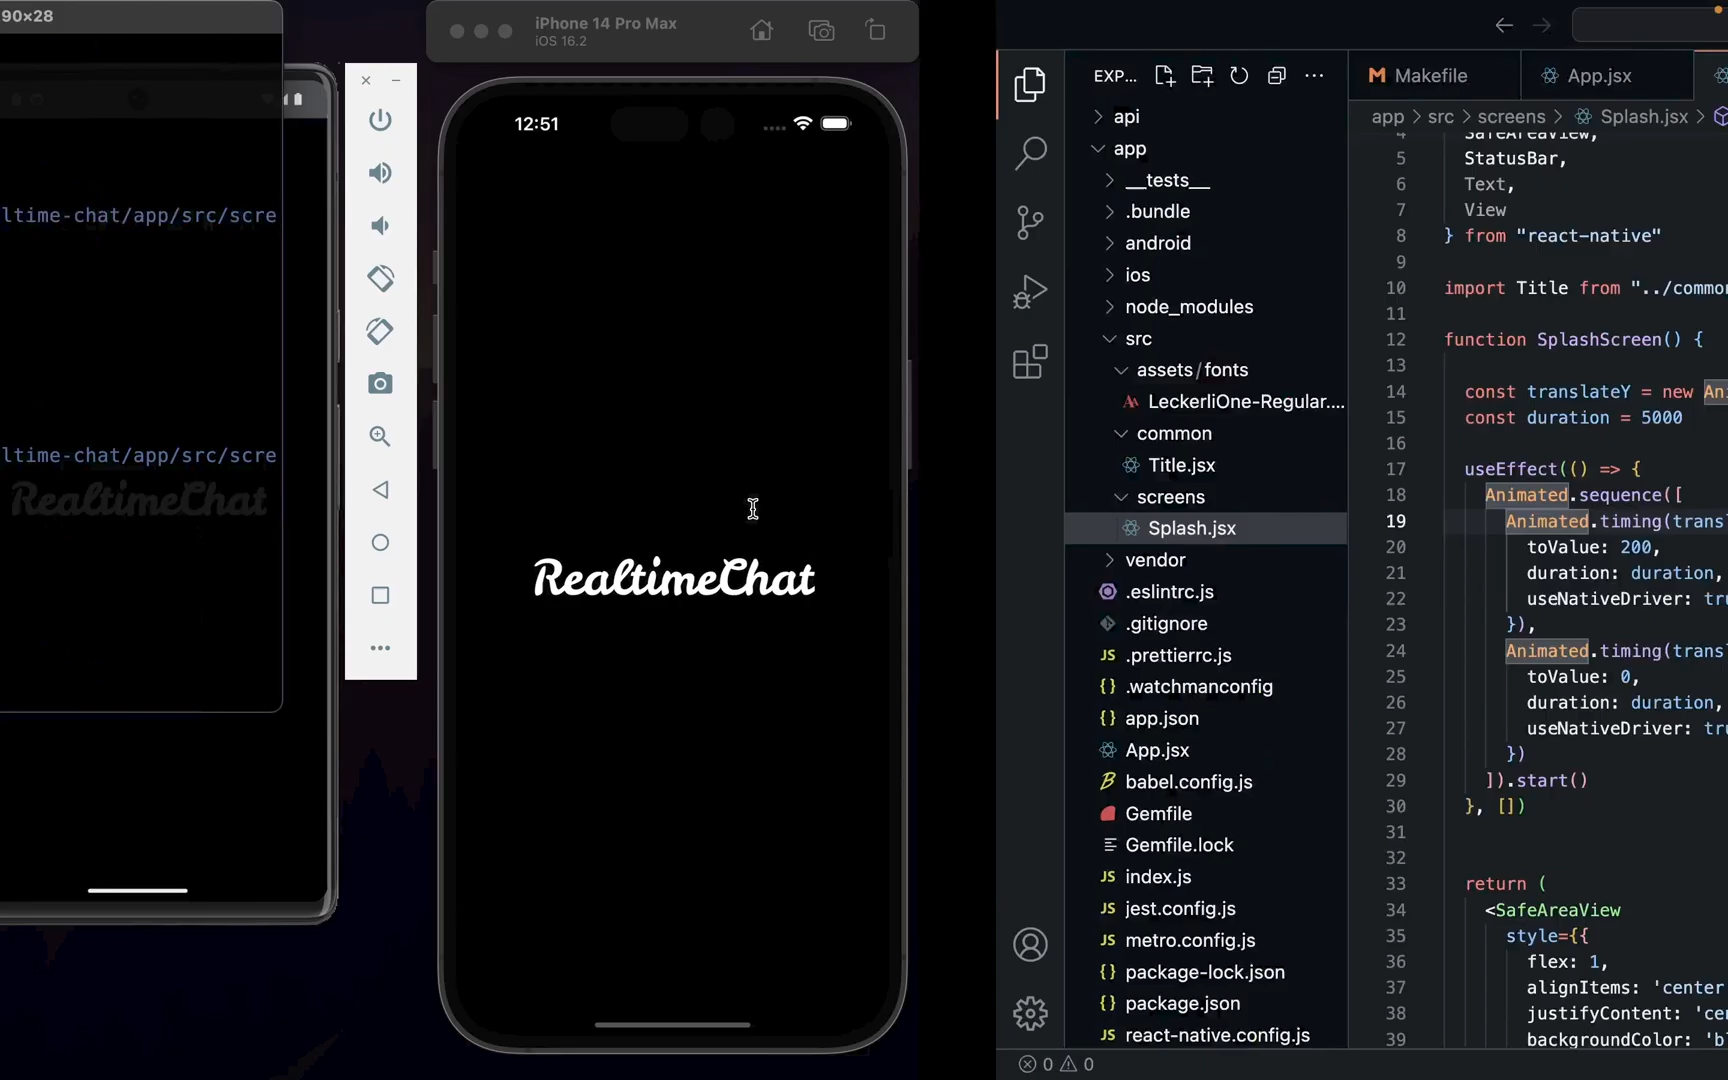 90×28
ltime-chat/app/src/scre
ltime-chat/app/src/scre
RealtimeChat
iPhone 14 Pro Max
iOS 16.2
12:51
RealtimeChat
EXP...
api
app
__tests__
.bundle
android
ios
node_modules
src
assets/fonts
LeckerliOne-Regular....
common
Title.jsx
screens
Splash.jsx
vendor
.eslintrc.js
.gitignore
.prettierrc.js
.watchmanconfig
app.json
App.jsx
babel.config.js
Gemfile
Gemfile.lock
index.js
jest.config.js
metro.config.js
package-lock.json
package.json
react-native.config.js
0 0
Makefile
App.jsx
app > src > screens > Splash.jsx >
4 SafeAreaView,
5 StatusBar,
6 Text,
7 View
8 } from "react-native"
9
10 import Title from "../commo
11
12 function SplashScreen() {
13
14 const translateY = new An
15 const duration = 5000
16
17 useEffect(() => {
18 Animated.sequence([
19 Animated.timing(trans
20 toValue: 200,
21 duration: duration,
22 useNativeDriver: tr
23 }),
24 Animated.timing(trans
25 toValue: 0,
26 duration: duration,
27 useNativeDriver: tr
28 })
29 ]).start()
30 }, [])
31
32
33 return (
34 <SafeAreaView
35 style={{
36 flex: 1,
37 alignItems: 'center
38 justifyContent: 'ce
39 backgroundColor: 'b